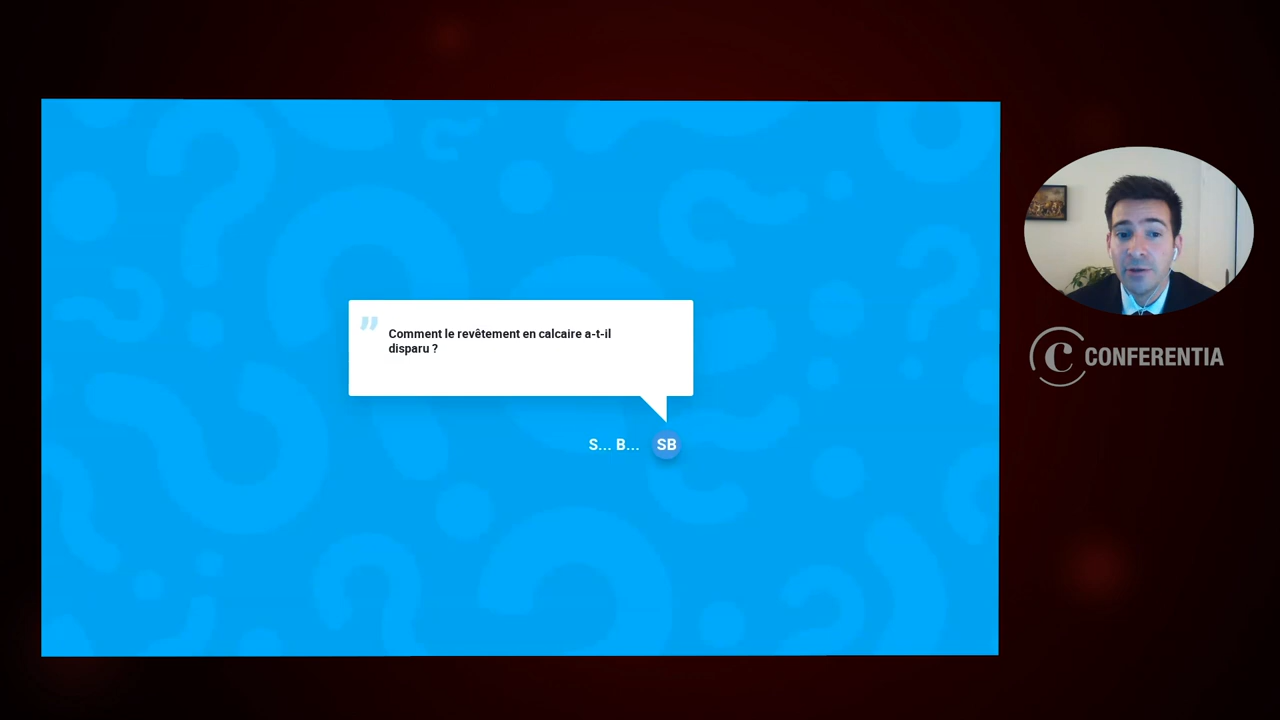 Comment le revêtement en calcaire a-t-il
disparu ?
S... B... SB
C CONFERENTIA